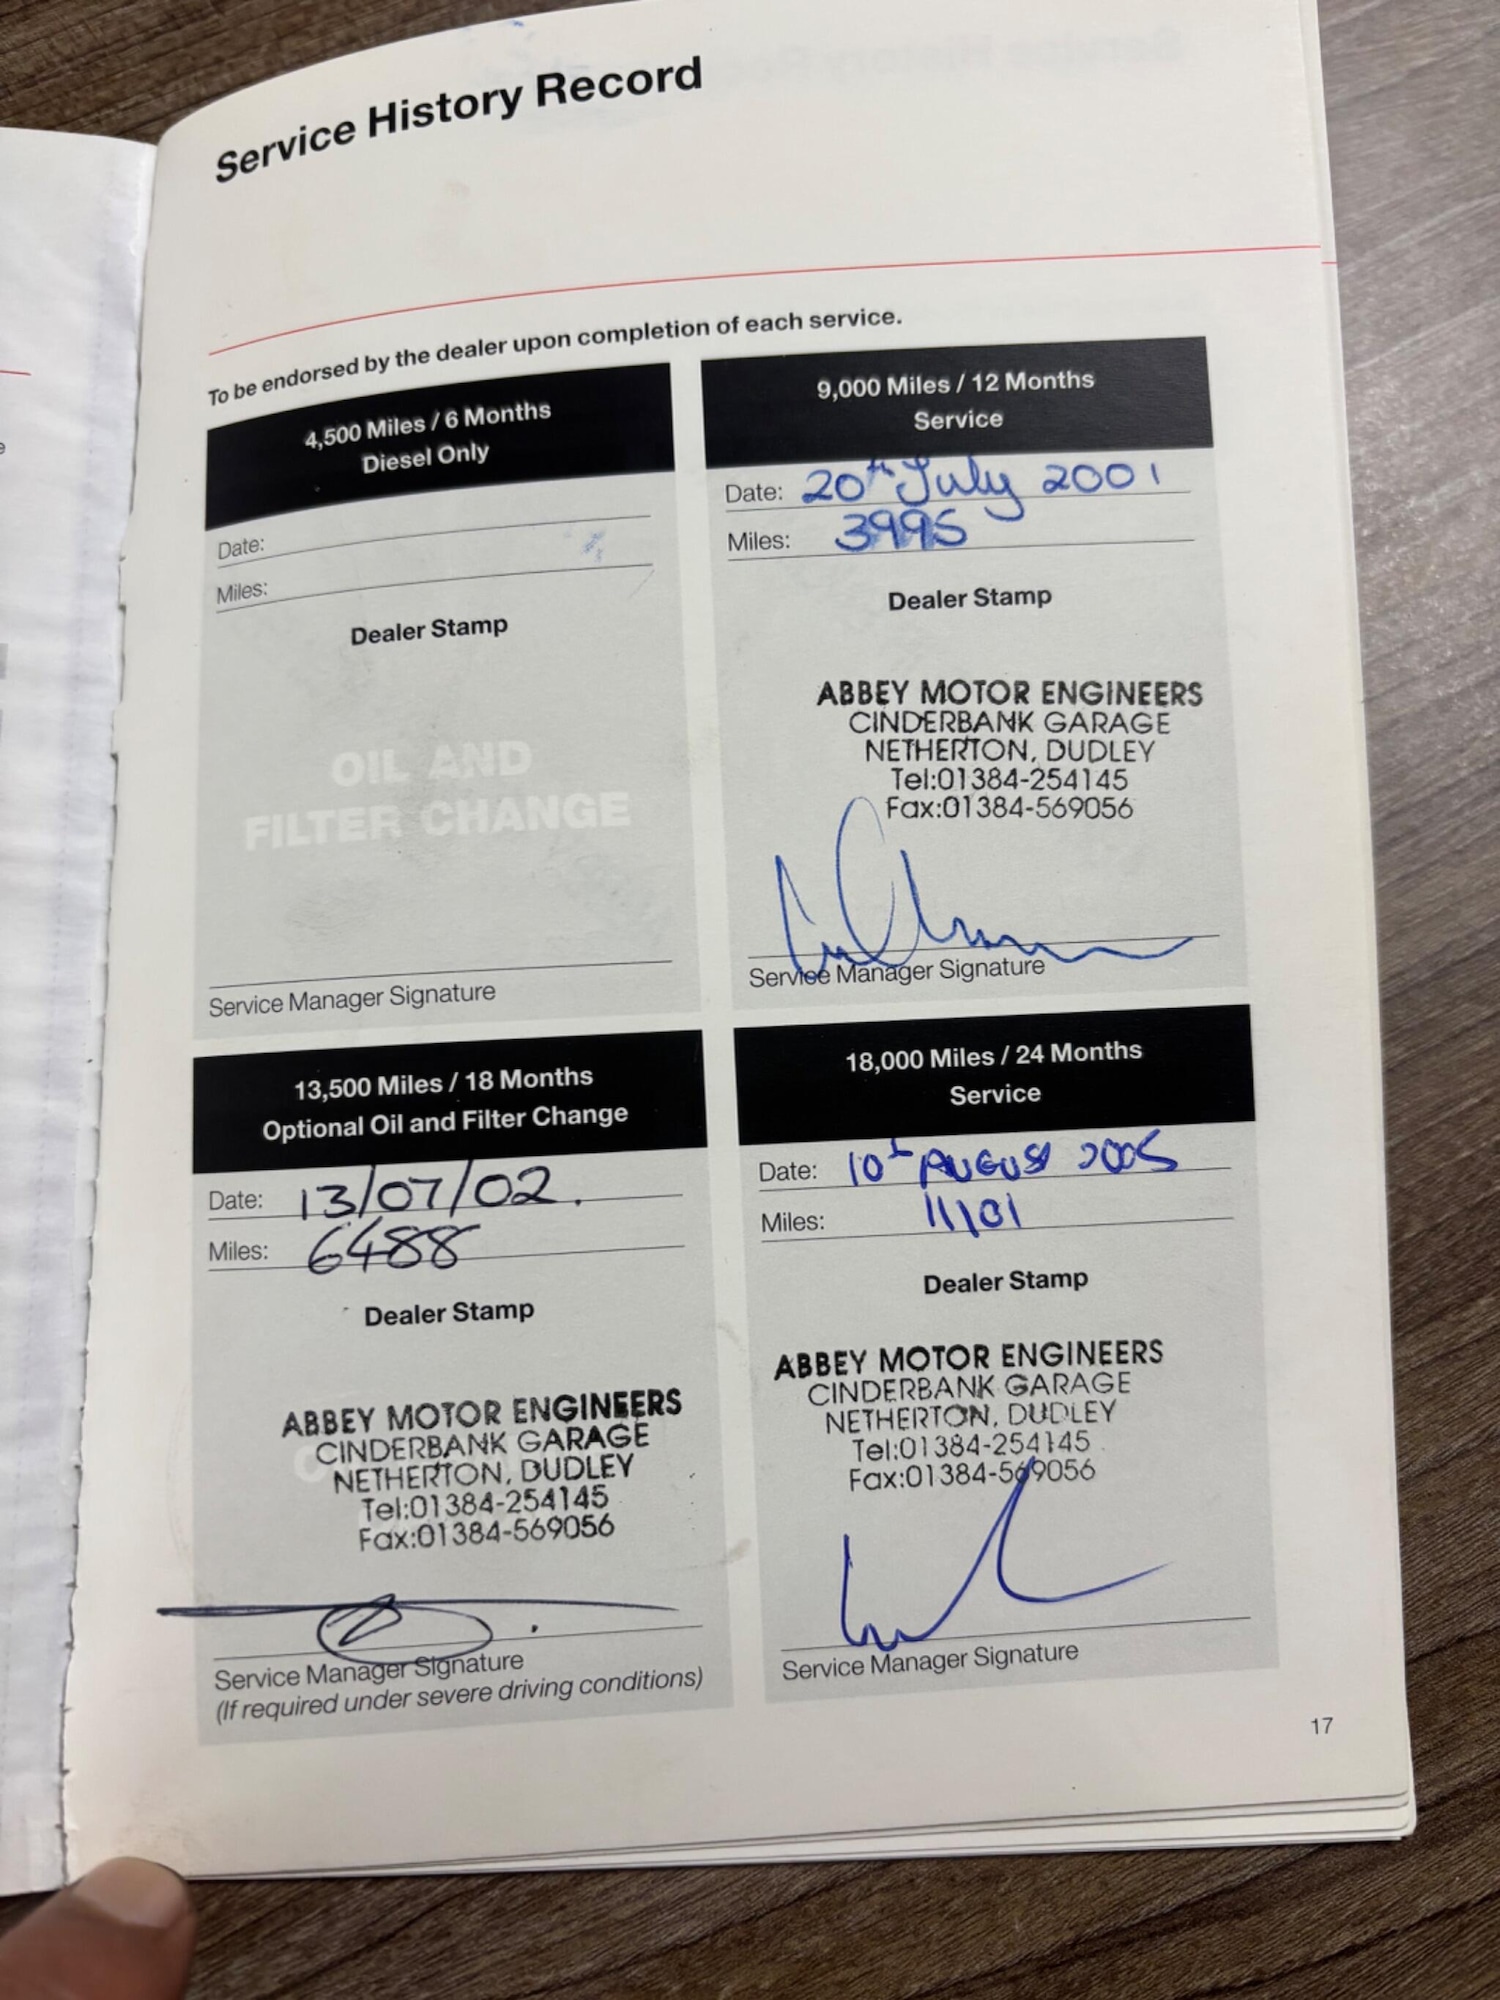 Service History Record
To be endorsed by the dealer upon completion of each service.
4,500 Miles / 6 Months
Diesel Only
Date:
Miles:
Dealer Stamp
OIL AND
FILTER CHANGE
Service Manager Signature
9,000 Miles / 12 Months
Service
Date: 20th July 2001
Miles: 3995
Dealer Stamp
ABBEY MOTOR ENGINEERS
CINDERBANK GARAGE
NETHERTON, DUDLEY
Tel:01384-254145
Fax:01384-569056
Service Manager Signature
13,500 Miles / 18 Months
Optional Oil and Filter Change
Date: 13/07/02.
Miles: 6488
Dealer Stamp
ABBEY MOTOR ENGINEERS
CINDERBANK GARAGE
NETHERTON, DUDLEY
Tel:01384-254145
Fax:01384-569056
Service Manager Signature
(If required under severe driving conditions)
18,000 Miles / 24 Months
Service
Date: 10th AUGUST 2005
Miles: 11101
Dealer Stamp
ABBEY MOTOR ENGINEERS
CINDERBANK GARAGE
NETHERTON, DUDLEY
Tel:01384-254145
Fax:01384-569056
Service Manager Signature
17